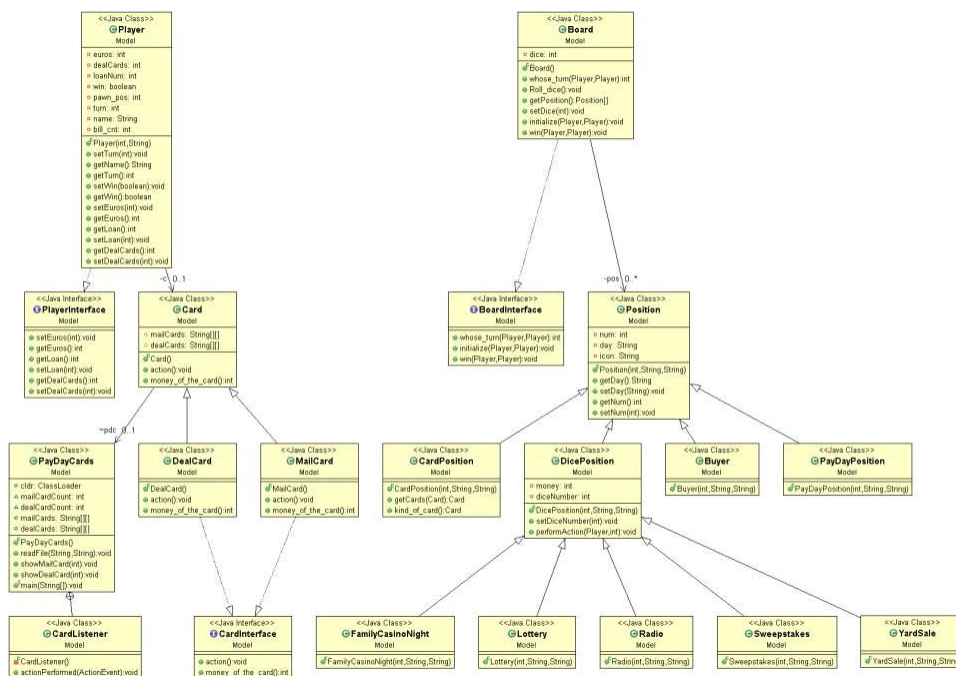 <<Java Class>>
Player
Model
euros: int
dealCards: int
loanNum: int
win: boolean
pawn_pos: int
turn: int
name: String
bill_cnt: int
Player(int,String)
setTurn(int):void
getName():String
getTurn():int
setWin(boolean):void
getWin():boolean
setEuros(int):void
getEuros():int
getLoan():int
setLoan(int):void
getDealCards():int
setDealCards(int):void
<<Java Class>>
Board
Model
dice: int
Board()
whose_turn(Player,Player):int
Roll_dice():void
getPosition():Position[]
setDice(int):void
initialize(Player,Player):void
win(Player,Player):void
-c 0..1
-pos 0..*
<<Java Interface>>
PlayerInterface
Model
setEuros(int):void
getEuros():int
getLoan():int
setLoan(int):void
getDealCards():int
setDealCards(int):void
<<Java Class>>
Card
Model
mailCards: String[][]
dealCards: String[][]
Card()
action():void
money_of_the_card():int
<<Java Interface>>
BoardInterface
Model
whose_turn(Player,Player):int
initialize(Player,Player):void
win(Player,Player):void
<<Java Class>>
Position
Model
num: int
day: String
icon: String
Position(int,String,String)
getDay():String
setDay(String):void
getNum():int
setNum(int):void
~pdc 0..1
<<Java Class>>
PayDayCards
Model
cldr: ClassLoader
mailCardCount: int
dealCardCount: int
mailCards: String[][]
dealCards: String[][]
PayDayCards()
readFile(String,String):void
showMailCard(int):void
showDealCard(int):void
main(String[]):void
<<Java Class>>
DealCard
Model
DealCard()
action():void
money_of_the_card():int
<<Java Class>>
MailCard
Model
MailCard()
action():void
money_of_the_card():int
<<Java Class>>
CardPosition
Model
CardPosition(int,String,String)
getCards(Card):Card
kind_of_card():Card
<<Java Class>>
DicePosition
Model
money: int
diceNumber: int
DicePosition(int,String,String)
setDiceNumber(int):void
performAction(Player,int):void
<<Java Class>>
Buyer
Model
Buyer(int,String,String)
<<Java Class>>
PayDayPosition
Model
PayDayPosition(int,String,String)
<<Java Class>>
CardListener
Model
CardListener()
actionPerformed(ActionEvent):void
<<Java Interface>>
CardInterface
Model
action():void
money_of_the_card():int
<<Java Class>>
FamilyCasinoNight
Model
FamilyCasinoNight(int,String,String)
<<Java Class>>
Lottery
Model
Lottery(int,String,String)
<<Java Class>>
Radio
Model
Radio(int,String,String)
<<Java Class>>
Sweepstakes
Model
Sweepstakes(int,String,String)
<<Java Class>>
YardSale
Model
YardSale(int,String,String)